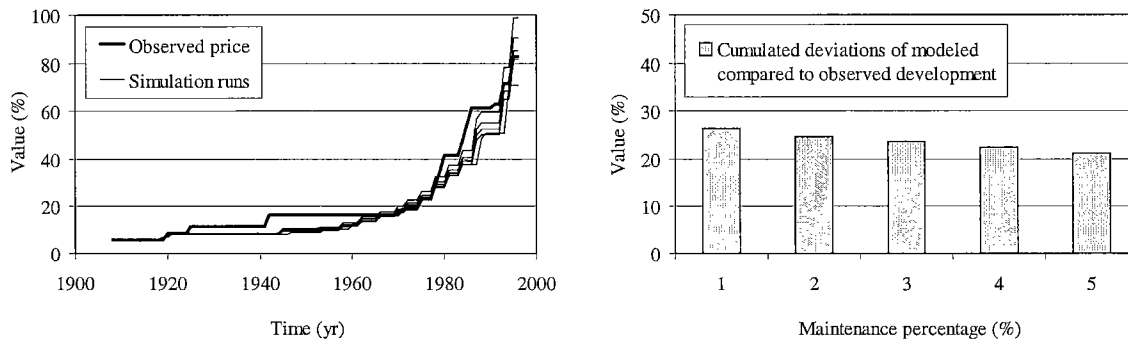 100
80
60
40
20
0
Value (%)
Observed price
Simulation runs
1900
1920
1940
1960
1980
2000
Time (yr)
50
40
30
20
10
0
Value (%)
Cumulated deviations of modeled
compared to observed development
1
2
3
4
5
Maintenance percentage (%)